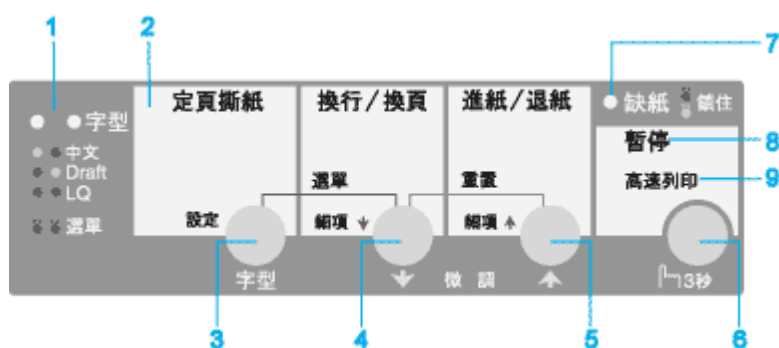 1
2
7
定頁撕紙
換行/換頁
進紙/退紙
缺紙
鎖住
字型
中文
Draft
LQ
選單
暫停
8
高速列印
9
選單
重置
設定
細項
細項
字型
微調
3秒
3
4
5
6